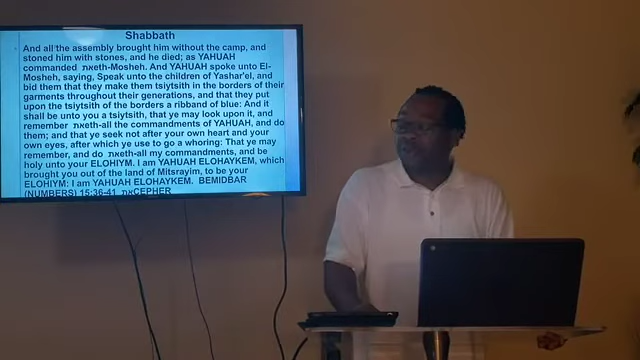 Shabbath
And all the assembly brought him without the camp, and
stoned him with stones, and he died; as YAHUAH
commanded את𐤀eth-Mosheh. And YAHUAH spoke unto El-
Mosheh, saying, Speak unto the children of Yashar'el, and
bid them that they make them tsiytsith in the borders of their
garments throughout their generations, and that they put
upon the tsiytsith of the borders a ribband of blue: And it
shall be unto you a tsiytsith, that ye may look upon it, and
remember את eth-all the commandments of YAHUAH, and do
them; and that ye seek not after your own heart and your
own eyes, after which ye use to go a whoring: That ye may
remember, and do את eth-all my commandments, and be
holy unto your ELOHIYM. I am YAHUAH ELOHAYKEM, which
brought you out of the land of Mitsrayim, to be your
ELOHIYM: I am YAHUAH ELOHAYKEM. BEMIDBAR
(NUMBERS) 15:36-41 את CEPHER